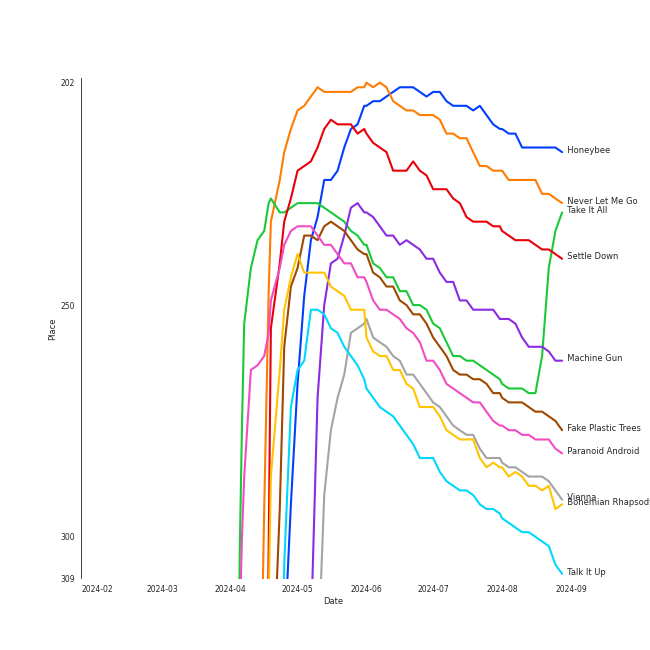 202
250
300
309
Place
2024-02
2024-03
2024-04
2024-05
2024-06
2024-07
2024-08
2024-09
Date
Honeybee
Never Let Me Go
Take It All
Settle Down
Machine Gun
Fake Plastic Trees
Paranoid Android
Vienna
Bohemian Rhapsod
Talk It Up